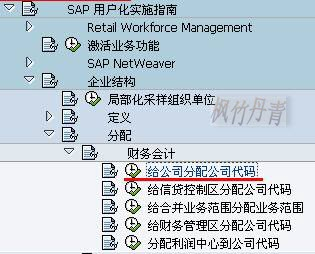 SAP 用户化实施指南
Retail Workforce Management
激活业务功能
SAP NetWeaver
企业结构
局部化采样组织单位
定义
分配
财务会计
给公司分配公司代码
给信贷控制区分配公司代码
给合并业务范围分配业务范围
给财务管理区分配公司代码
分配利润中心到公司代码
枫竹丹青